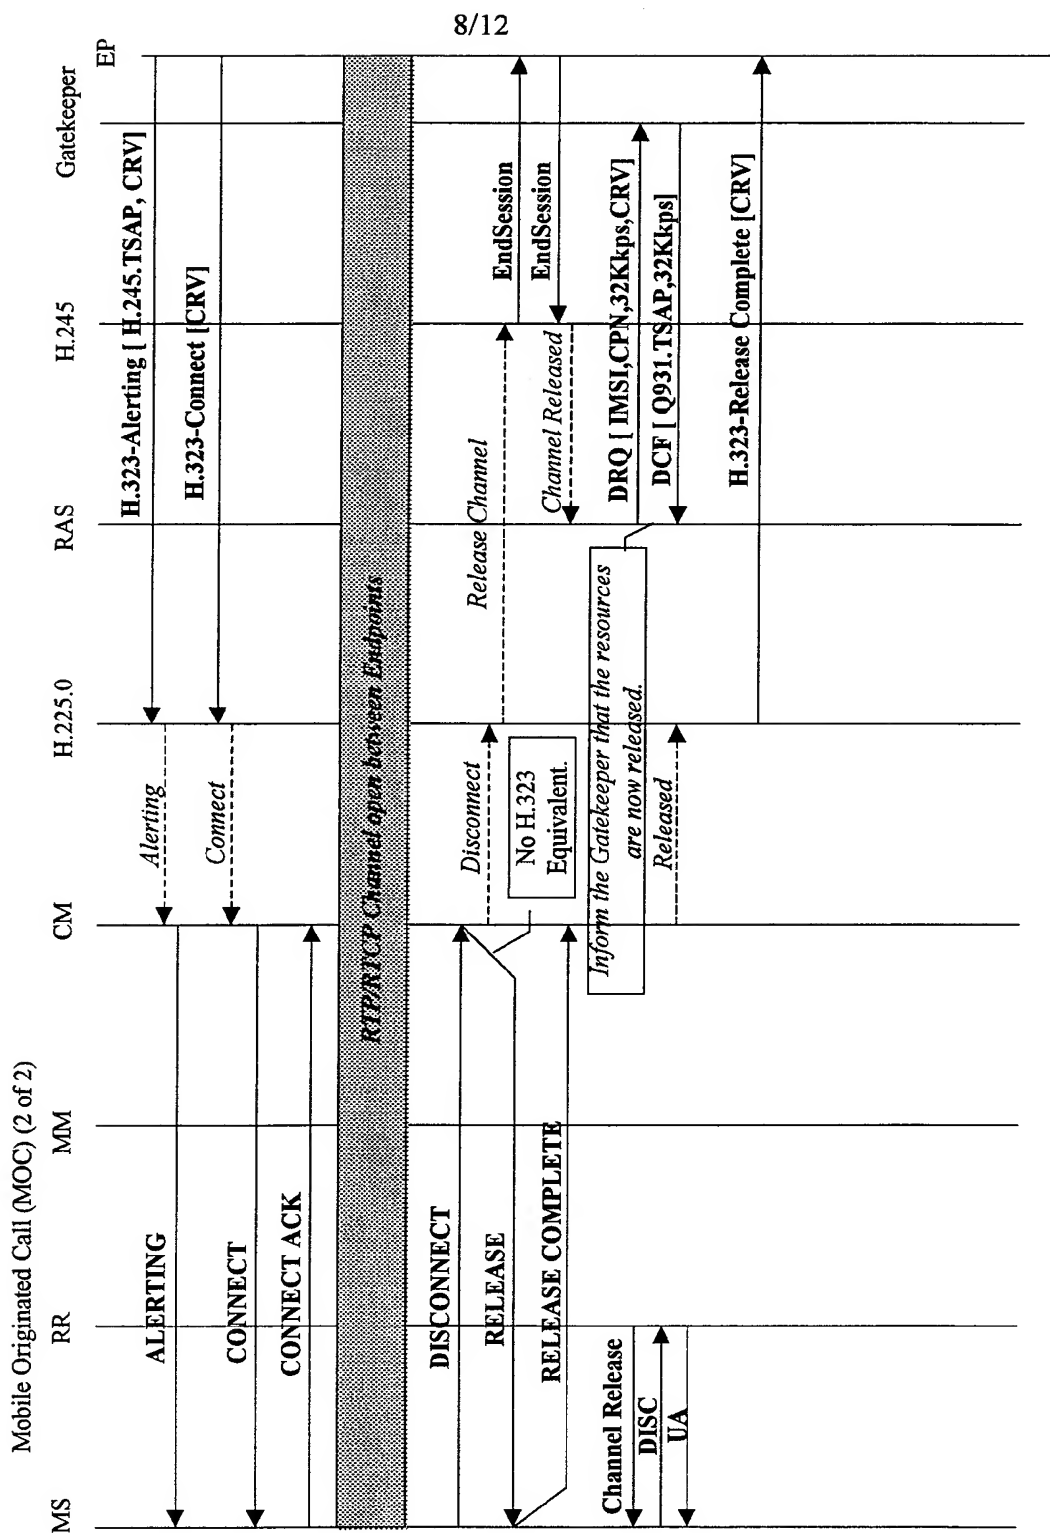 8/12
Mobile Originated Call (MOC) (2 of 2)
MS
RR
MM
CM
H.225.0
RAS
H.245
Gatekeeper
EP
H.323-Alerting [ H.245.TSAP, CRV]
Alerting
ALERTING
H.323-Connect [CRV]
Connect
CONNECT
CONNECT ACK
RTP/RTCP Channel open between Endpoints
DISCONNECT
Disconnect
Release Channel
EndSession
EndSession
Channel Released
RELEASE
No H.323
Equivalent.
RELEASE COMPLETE
Inform the Gatekeeper that the resources
are now released.
DRQ [ IMSI,CPN,32Kkps,CRV]
DCF [ Q931.TSAP,32Kkps]
Channel Release
DISC
UA
Released
H.323-Release Complete [CRV]